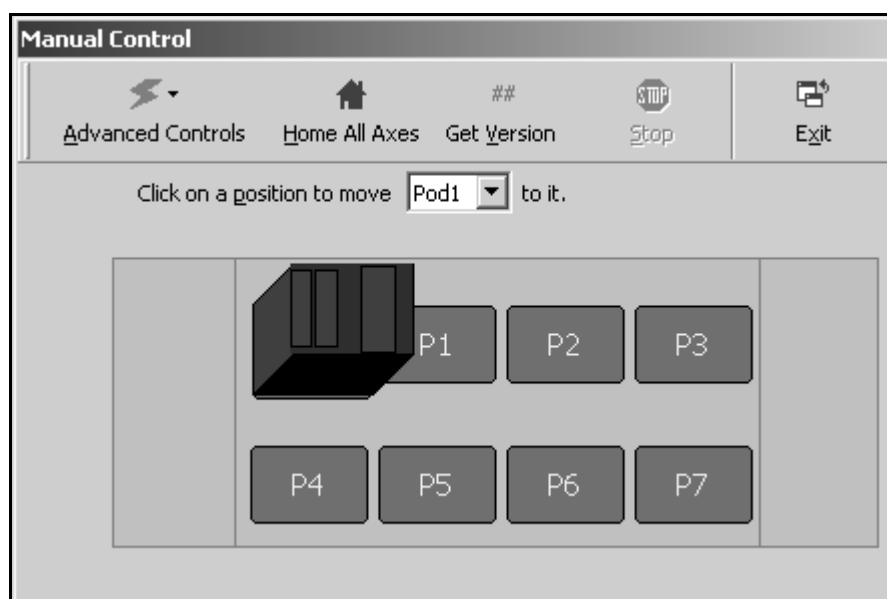 Manual Control
Advanced Controls
Home All Axes
##
Get Version
STOP
Stop
Exit
Click on a position to move Pod1 to it.
P1 P2 P3
P4 P5 P6 P7